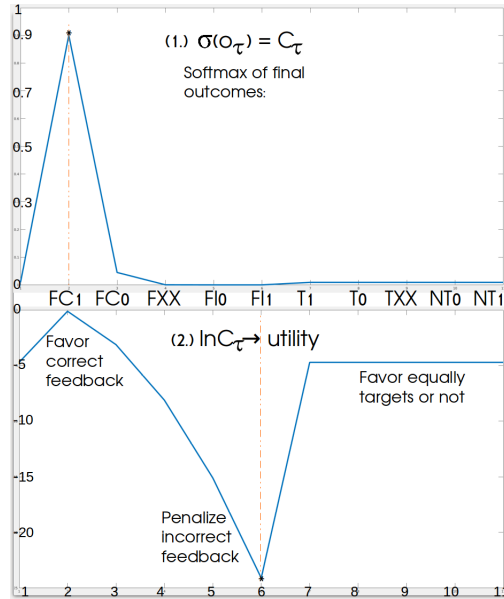 1
0.9
(1.) σ(oτ) = Cτ
Softmax of final
outcomes:
0.7
0.5
0.3
0
FC1 FC0 FXX FI0 FI1 T1 T0 TXX NT0 NT1
0
(2.) lnCτ→ utility
Favor
correct
feedback
-5
Favor equally
targets or not
-10
-15
Penalize
incorrect
feedback
-20
1 2 3 4 5 6 7 8 9 10 11